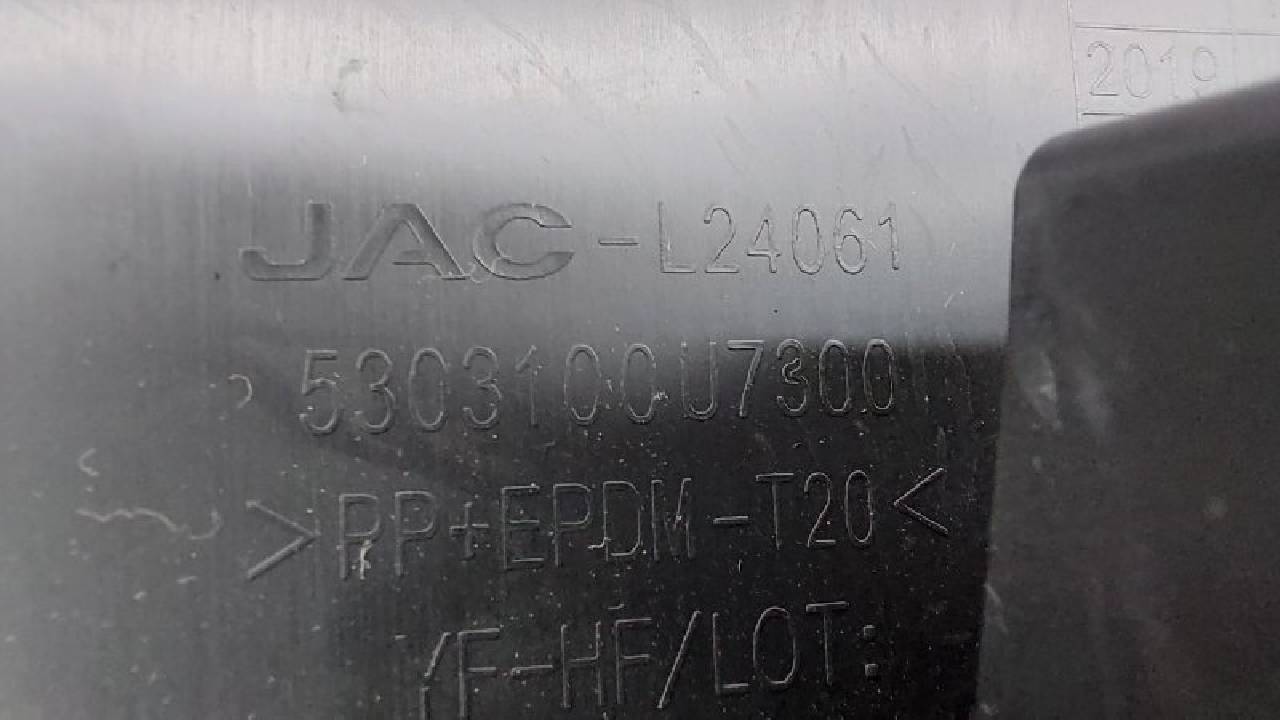 2019
JAC-L24061
5303100U7300
>PP+EPDM-T20<
YF-HF/LOT: